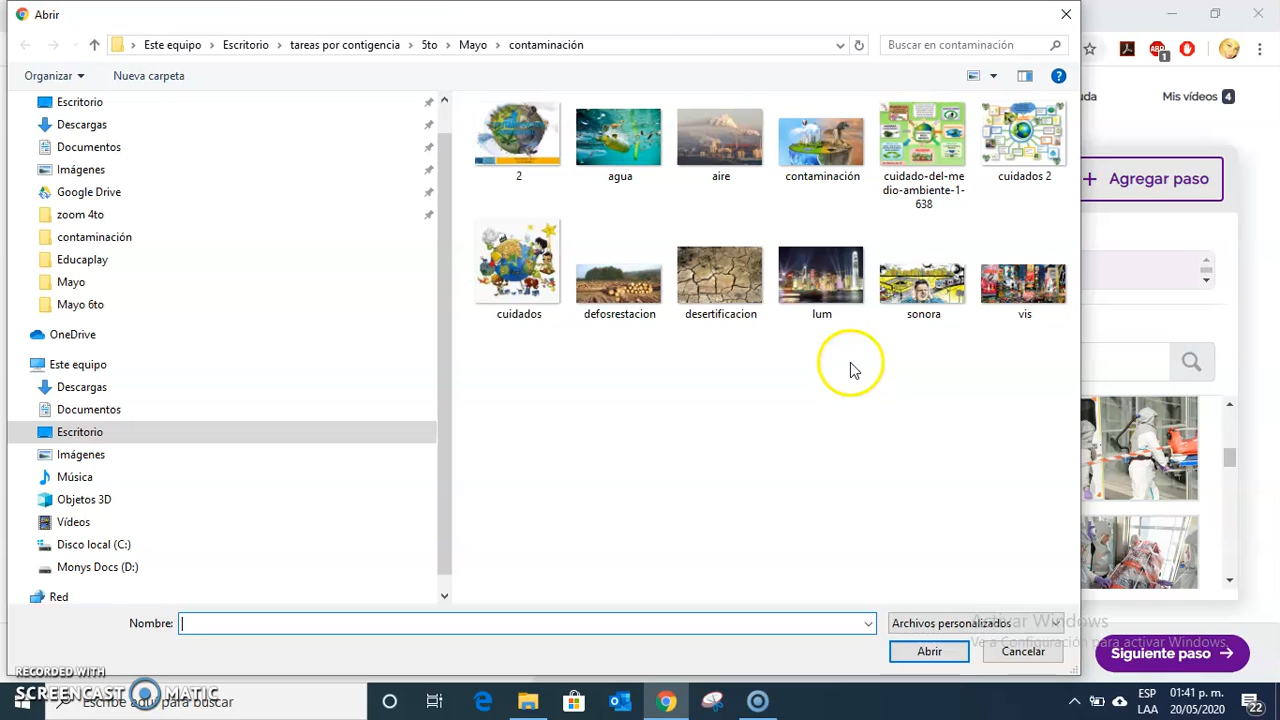 Abrir
Este equipo › Escritorio › tareas por contigencia › 5to › Mayo › contaminación
Buscar en contaminación
Organizar
Nueva carpeta
Escritorio
Descargas
Documentos
Imágenes
Google Drive
zoom 4to
contaminación
Educaplay
Mayo
Mayo 6to
OneDrive
Este equipo
Descargas
Documentos
Escritorio
Imágenes
Música
Objetos 3D
Vídeos
Disco local (C:)
Monys Docs (D:)
Red
2
agua
aire
contaminación
cuidado-del-me
dio-ambiente-1-
638
cuidados 2
cuidados
defosrestacion
desertificacion
lum
sonora
vis
Nombre:
Archivos personalizados
Abrir
Cancelar
ABP
1
uda
Mis vídeos 4
+ Agregar paso
Activar Windows
Ve a Configuración para activar Windows.
Siguiente paso →
RECORDED WITH
SCREENCAST MATIC
Escribe aquí para buscar
ESP
LAA
01:41 p. m.
20/05/2020
22